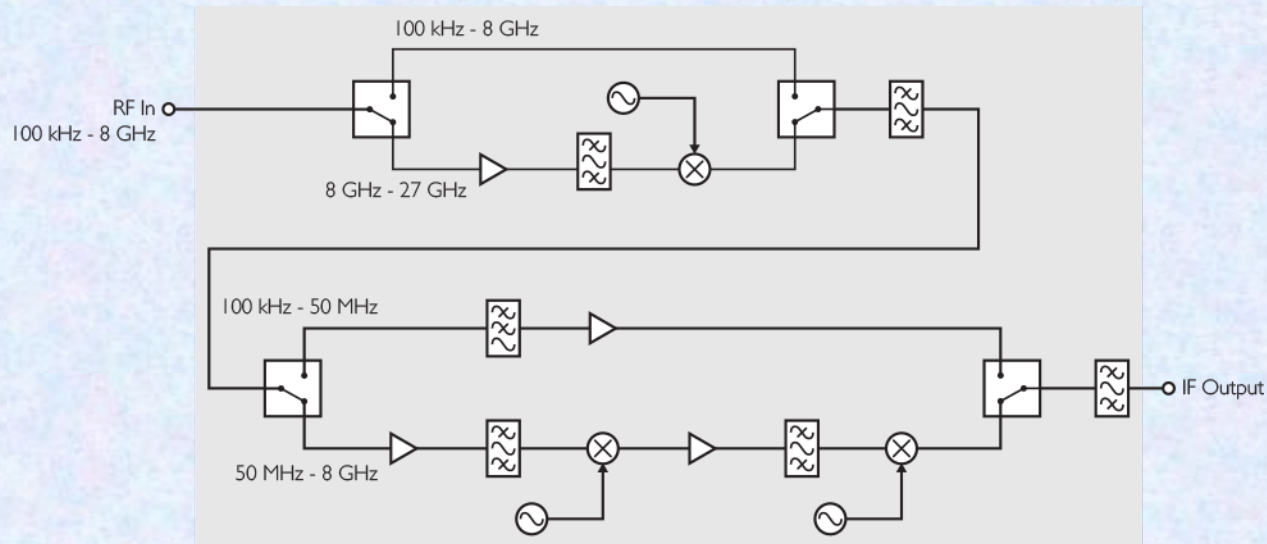 100 kHz - 8 GHz
RF In
100 kHz - 8 GHz
8 GHz - 27 GHz
100 kHz - 50 MHz
IF Output
50 MHz - 8 GHz